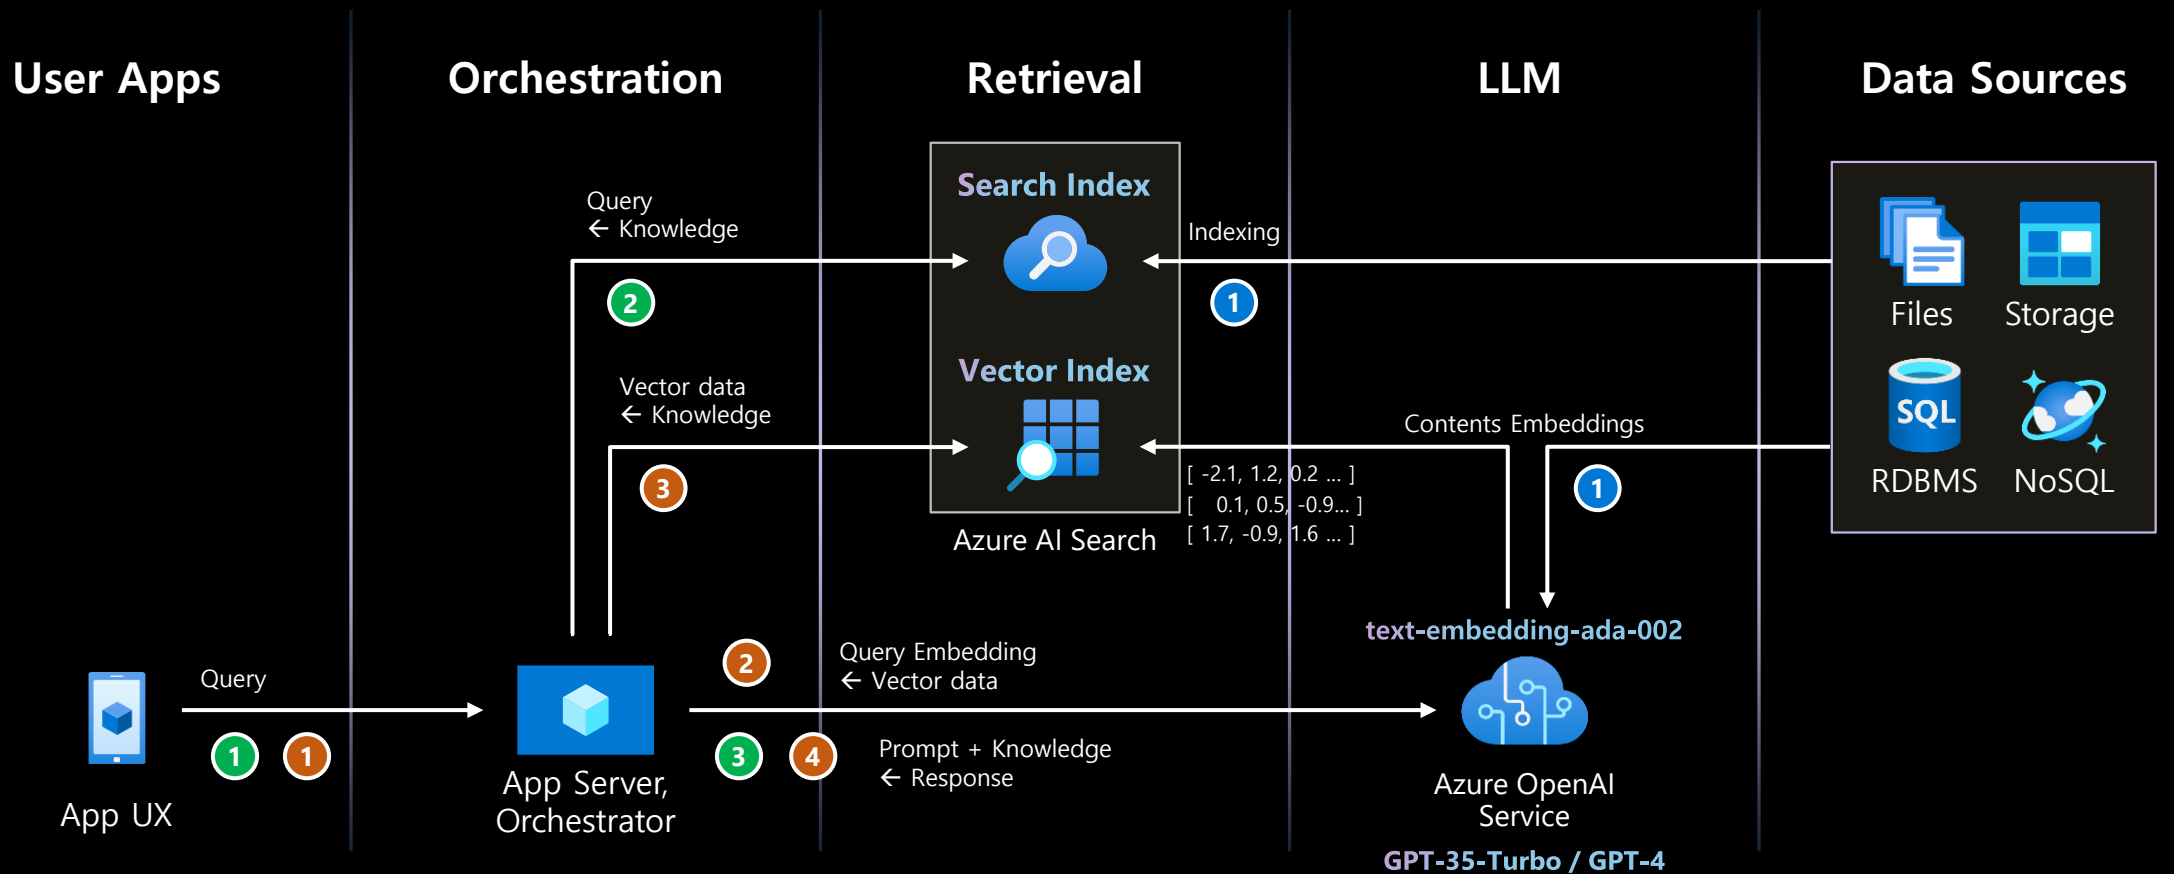 User Apps
Orchestration
Retrieval
LLM
Data Sources
Search Index
Query
← Knowledge
2
Indexing
1
Files
Storage
Vector Index
Vector data
← Knowledge
3
Contents Embeddings
1
SQL
RDBMS
NoSQL
[ -2.1, 1.2, 0.2 ... ]
[ 0.1, 0.5, -0.9... ]
[ 1.7, -0.9, 1.6 ... ]
Azure AI Search
text-embedding-ada-002
Query
1
1
App UX
App Server,
Orchestrator
2
Query Embedding
← Vector data
3
4
Prompt + Knowledge
← Response
Azure OpenAI
Service
GPT-35-Turbo / GPT-4